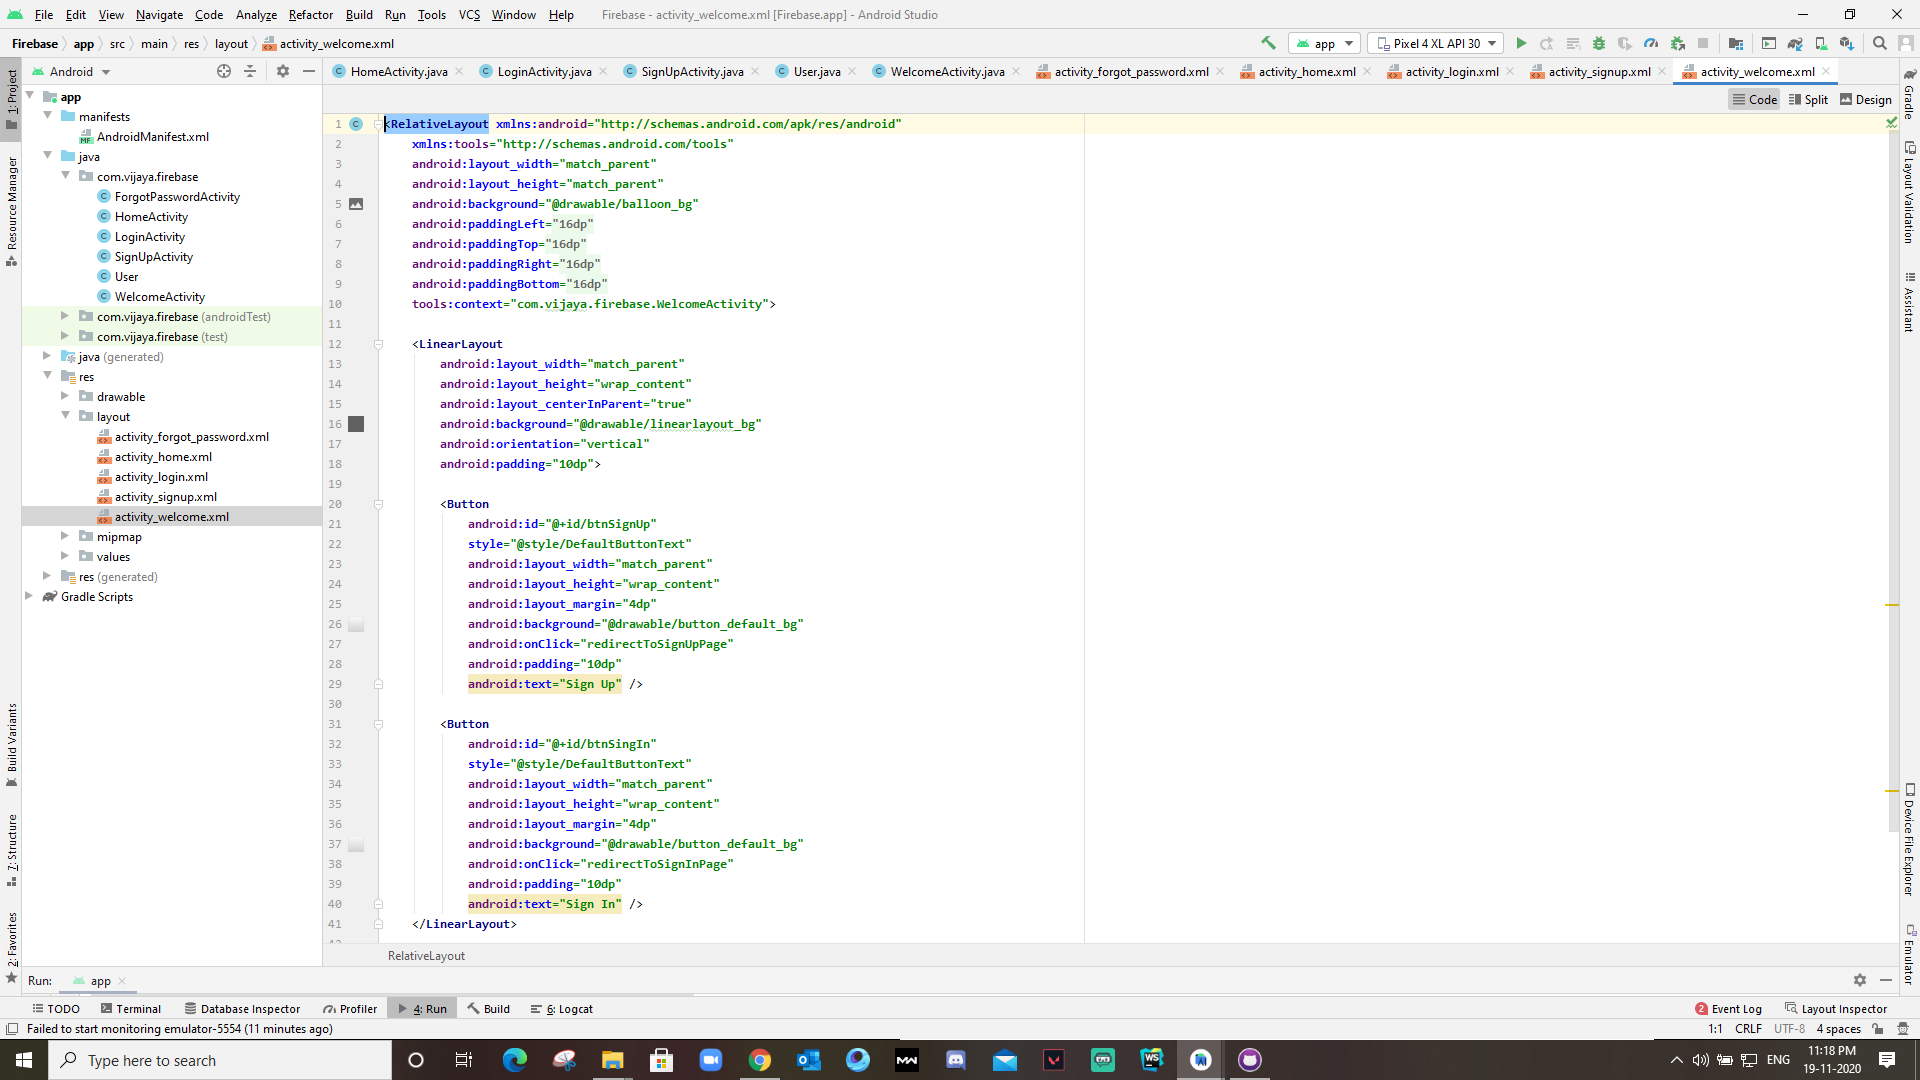 File Edit View Navigate Code Analyze Refactor Build Run Tools VCS Window Help Firebase - activity_welcome.xml [Firebase.app] - Android Studio
Firebase app src main res layout activity_welcome.xml app Pixel 4 XL API 30
Android HomeActivity.java LoginActivity.java SignUpActivity.java User.java WelcomeActivity.java activity_forgot_password.xml activity_home.xml activity_login.xml activity_signup.xml activity_welcome.xml
Code Split Design
1: Project
Resource Manager
Build Variants
7: Structure
2: Favorites
app
manifests
AndroidManifest.xml
java
com.vijaya.firebase
ForgotPasswordActivity
HomeActivity
LoginActivity
SignUpActivity
User
WelcomeActivity
com.vijaya.firebase (androidTest)
com.vijaya.firebase (test)
java (generated)
res
drawable
layout
activity_forgot_password.xml
activity_home.xml
activity_login.xml
activity_signup.xml
activity_welcome.xml
mipmap
values
res (generated)
Gradle Scripts
1 <RelativeLayout xmlns:android="http://schemas.android.com/apk/res/android"
2 xmlns:tools="http://schemas.android.com/tools"
3 android:layout_width="match_parent"
4 android:layout_height="match_parent"
5 android:background="@drawable/balloon_bg"
6 android:paddingLeft="16dp"
7 android:paddingTop="16dp"
8 android:paddingRight="16dp"
9 android:paddingBottom="16dp"
10 tools:context="com.vijaya.firebase.WelcomeActivity">
11
12 <LinearLayout
13 android:layout_width="match_parent"
14 android:layout_height="wrap_content"
15 android:layout_centerInParent="true"
16 android:background="@drawable/linearlayout_bg"
17 android:orientation="vertical"
18 android:padding="10dp">
19
20 <Button
21 android:id="@+id/btnSignUp"
22 style="@style/DefaultButtonText"
23 android:layout_width="match_parent"
24 android:layout_height="wrap_content"
25 android:layout_margin="4dp"
26 android:background="@drawable/button_default_bg"
27 android:onClick="redirectToSignUpPage"
28 android:padding="10dp"
29 android:text="Sign Up" />
30
31 <Button
32 android:id="@+id/btnSingIn"
33 style="@style/DefaultButtonText"
34 android:layout_width="match_parent"
35 android:layout_height="wrap_content"
36 android:layout_margin="4dp"
37 android:background="@drawable/button_default_bg"
38 android:onClick="redirectToSignInPage"
39 android:padding="10dp"
40 android:text="Sign In" />
41 </LinearLayout>
RelativeLayout
Gradle
Layout Validation
Assistant
Device File Explorer
Emulator
Run: app
TODO Terminal Database Inspector Profiler 4: Run Build 6: Logcat 2 Event Log Layout Inspector
Failed to start monitoring emulator-5554 (11 minutes ago) 1:1 CRLF UTF-8 4 spaces
Type here to search ENG 11:18 PM
19-11-2020